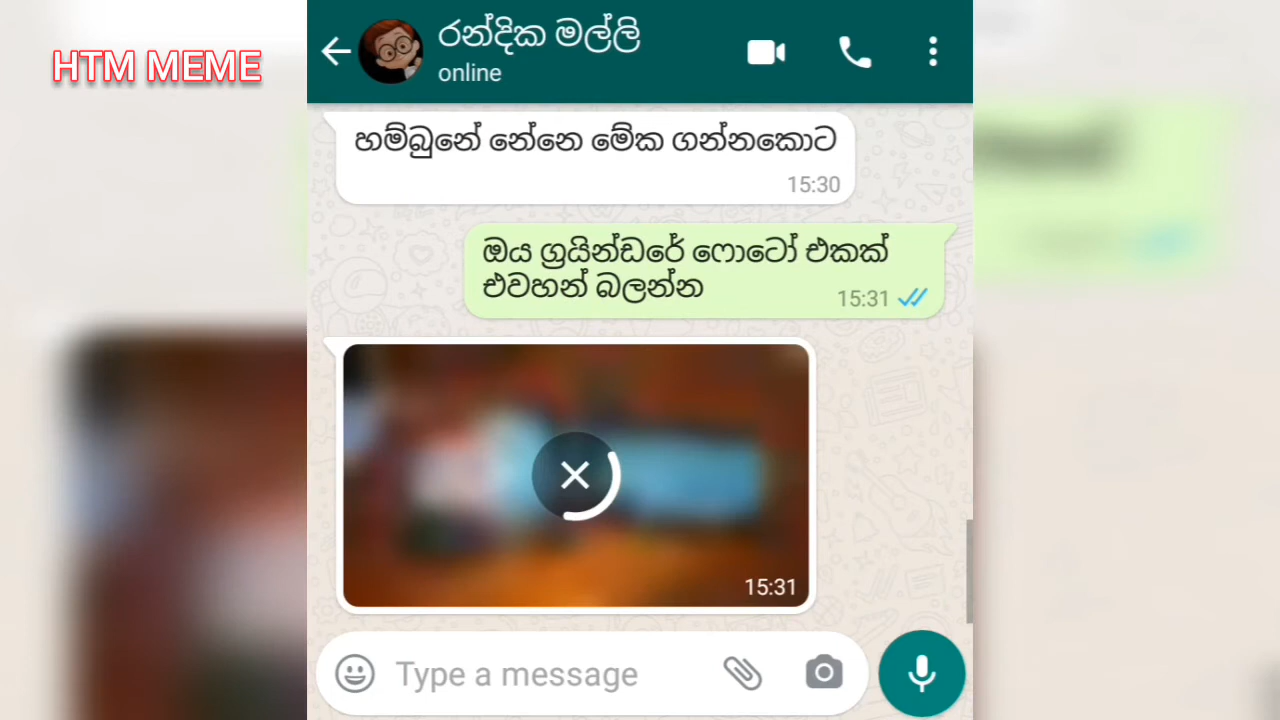 HTM MEME
රන්දික මල්ලි
online
හම්බුනේ නේනෙ මේක ගන්නකොට
15:30
ඔය ග්‍රයින්ඩරේ ෆොටෝ එකක්
එවහන් බලන්න
15:31
15:31
Type a message